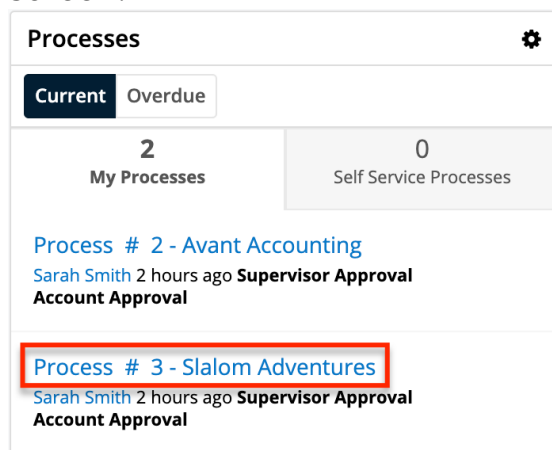 Processes
Current Overdue
2
My Processes
0
Self Service Processes
Process # 2 - Avant Accounting
Sarah Smith 2 hours ago Supervisor Approval
Account Approval
Process # 3 - Slalom Adventures
Sarah Smith 2 hours ago Supervisor Approval
Account Approval